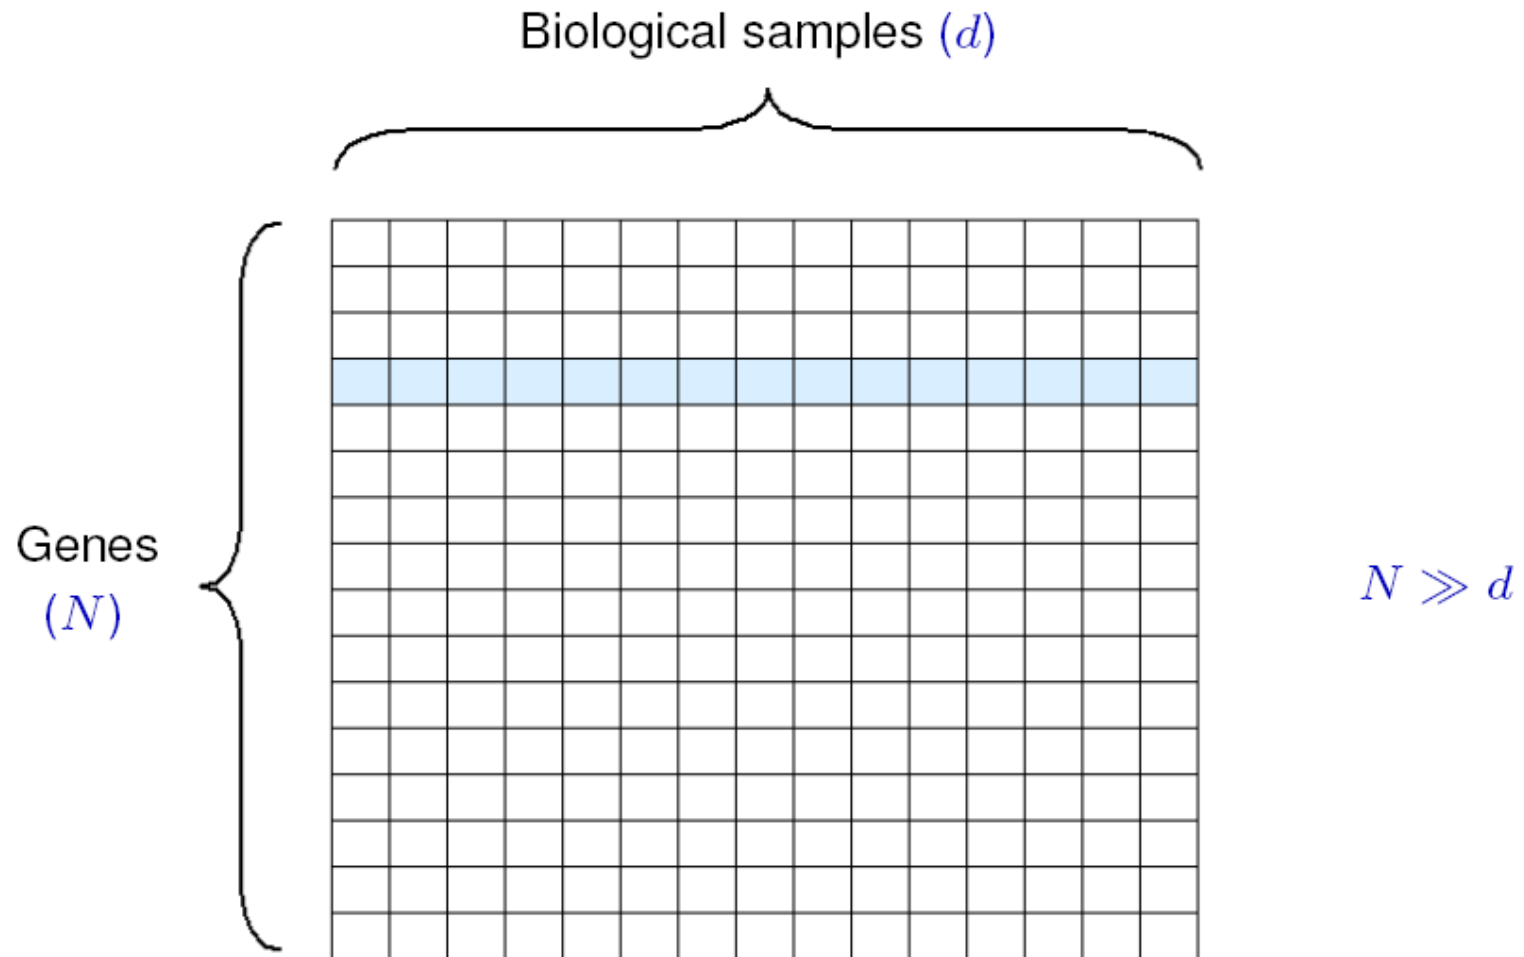 Biological samples (d)
Genes
(N)
N ≫ d